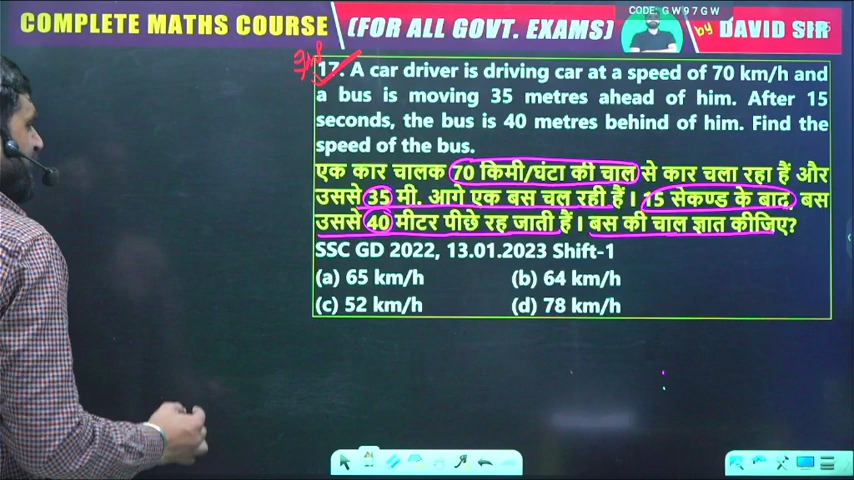 COMPLETE MATHS COURSE (FOR ALL GOVT. EXAMS) by DAVID SIR
CODE: GW97GW
17. A car driver is driving car at a speed of 70 km/h and
a bus is moving 35 metres ahead of him. After 15
seconds, the bus is 40 metres behind of him. Find the
speed of the bus.
एक कार चालक 70 किमी/घंटा की चाल से कार चला रहा हैं और
उससे 35 मी. आगे एक बस चल रही हैं। 15 सेकण्ड के बाद, बस
उससे 40 मीटर पीछे रह जाती हैं। बस की चाल ज्ञात कीजिए?
SSC GD 2022, 13.01.2023 Shift-1
(a) 65 km/h (b) 64 km/h
(c) 52 km/h (d) 78 km/h